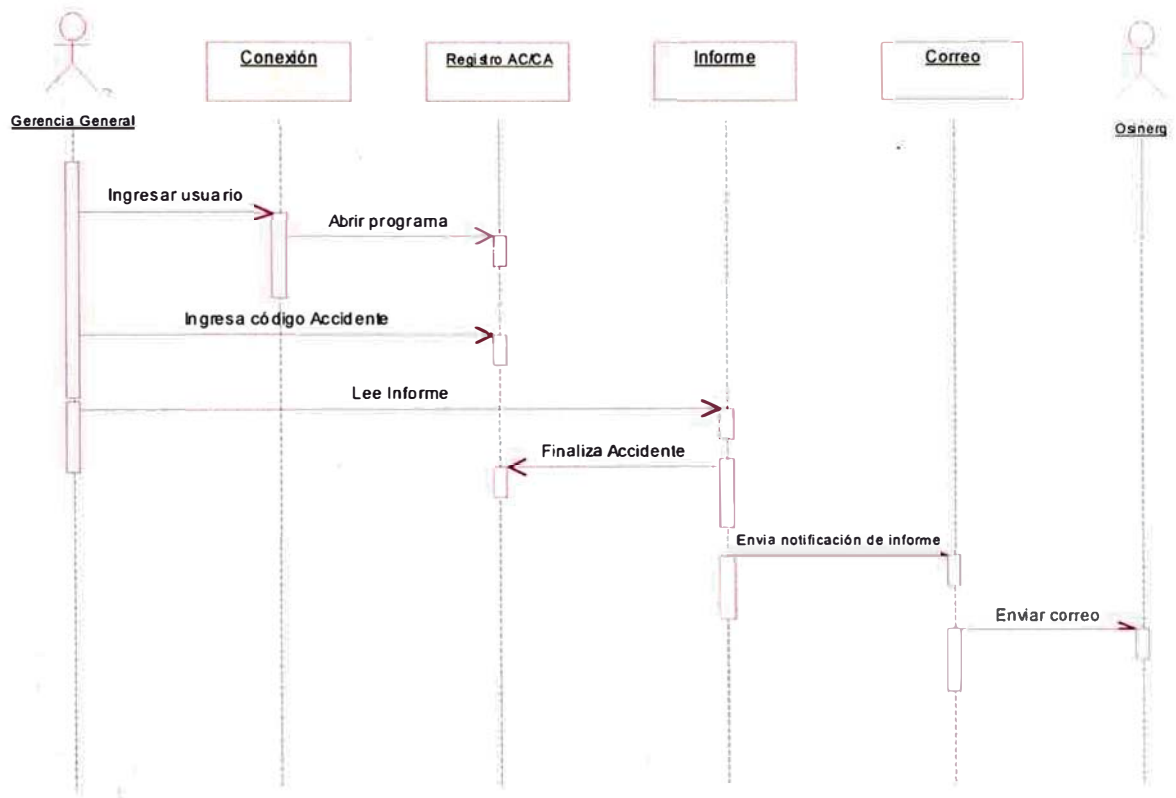 Conexión
Registro AC/CA
Informe
Correo
Gerencia General
Osinerg
Ingresar usuario
Abrir programa
Ingresa código Accidente
Lee Informe
Finaliza Accidente
Envia notificación de informe
Enviar correo